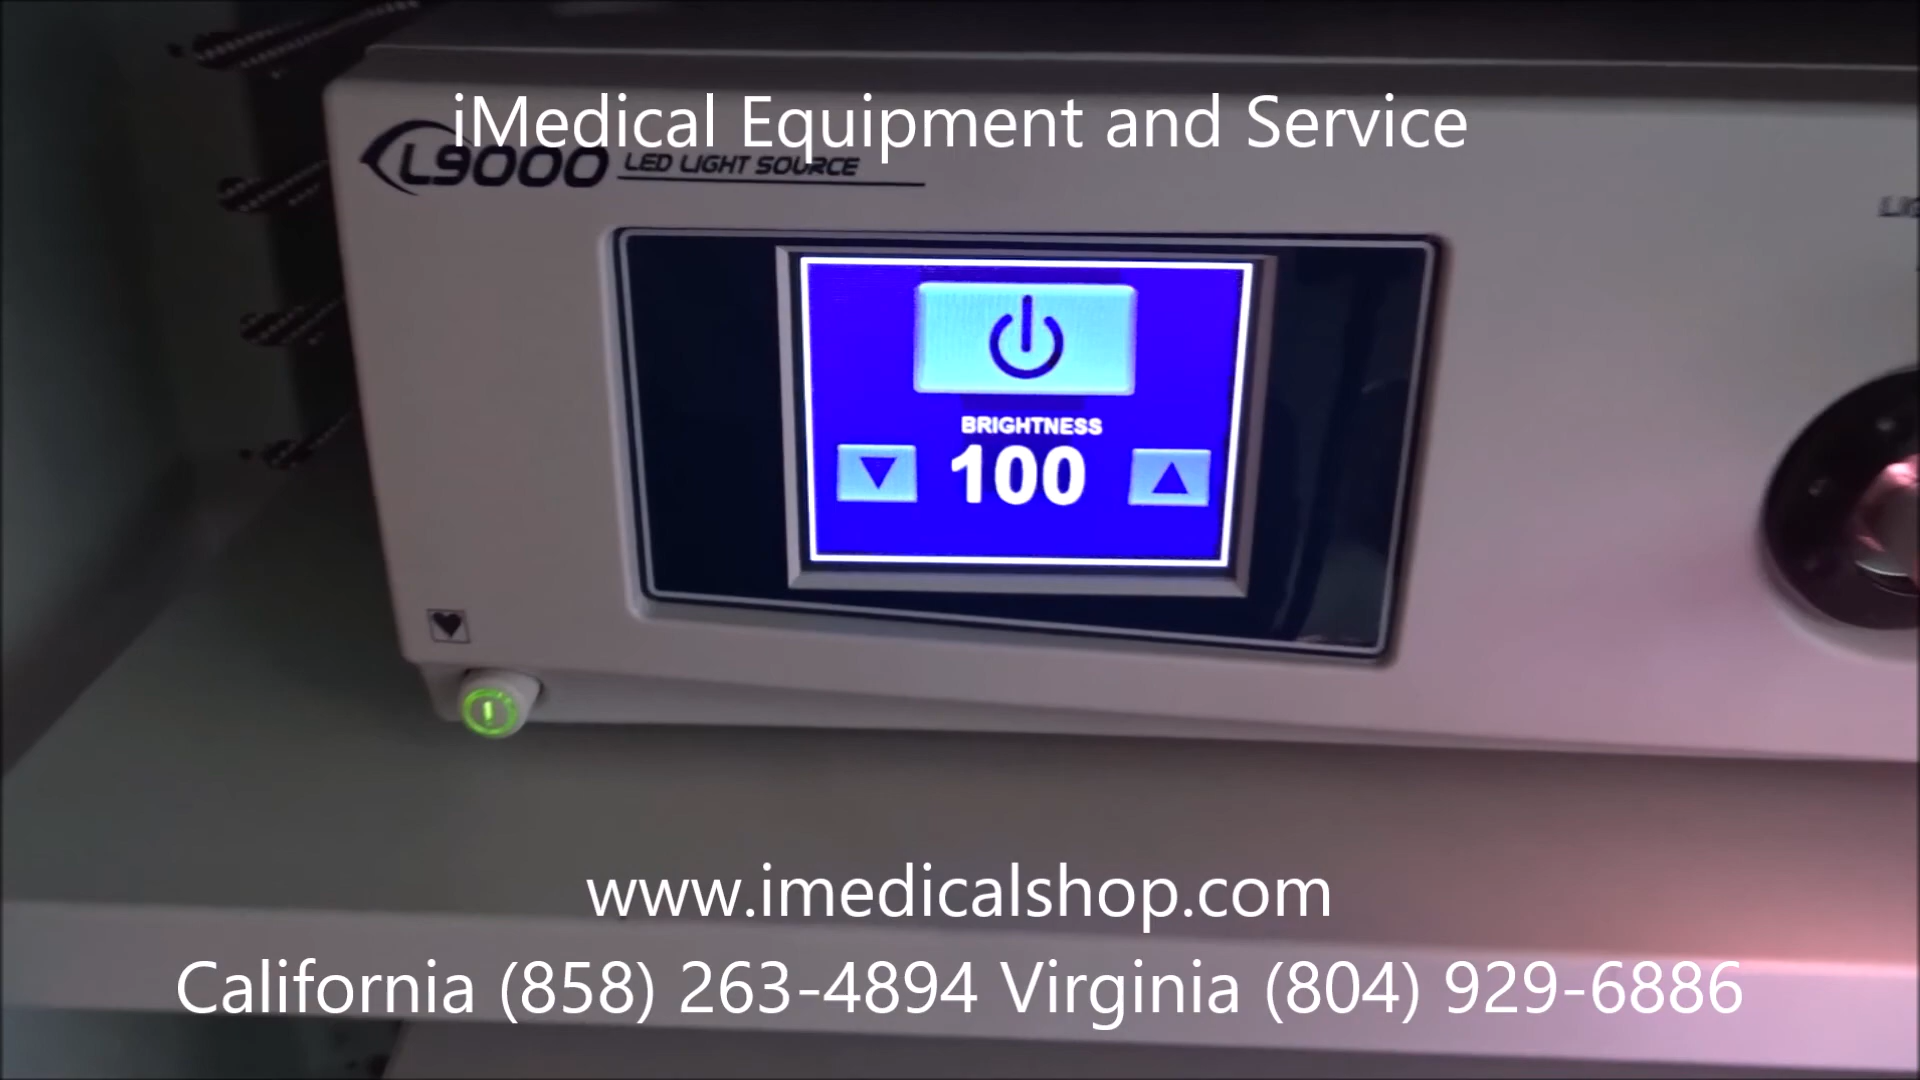 iMedical Equipment and Service
L9000 LED LIGHT SOURCE
BRIGHTNESS
100
www.imedicalshop.com
California (858) 263-4894 Virginia (804) 929-6886